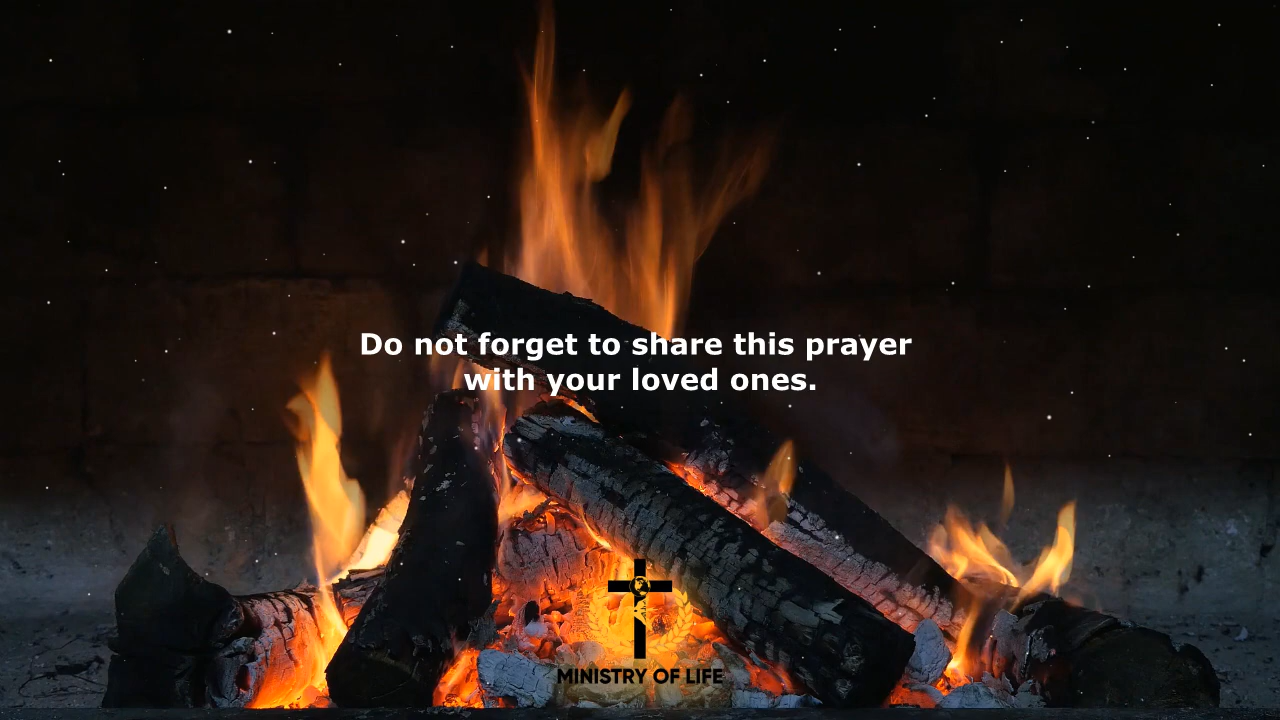 Do not forget to share this prayer
with your loved ones.
MINISTRY OF LIFE